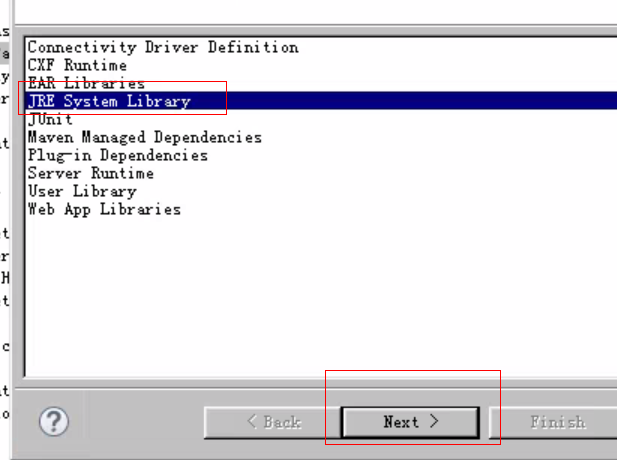 Connectivity Driver Definition
CXF Runtime
EAR Libraries
JRE System Library
JUnit
Maven Managed Dependencies
Plug-in Dependencies
Server Runtime
User Library
Web App Libraries
? < Back Next > Finish